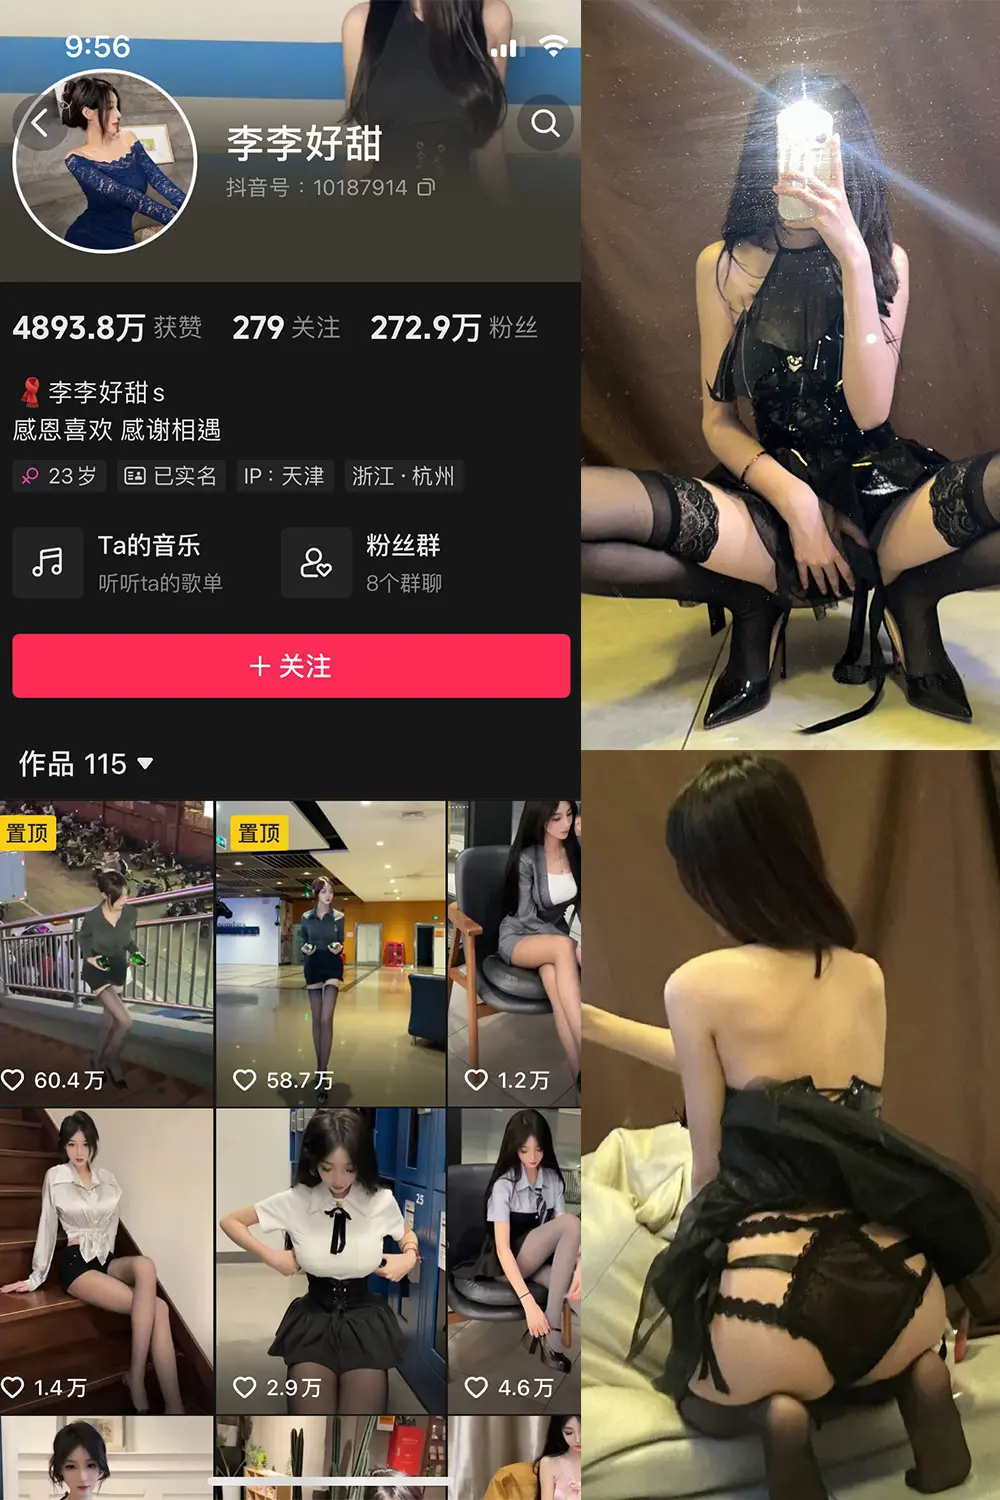 9:56
李李好甜
抖音号：10187914
4893.8万 获赞 279 关注 272.9万 粉丝
李李好甜 s
感恩喜欢 感谢相遇
23岁 已实名 IP：天津 浙江·杭州
Ta的音乐
听听ta的歌单
粉丝群
8个群聊
＋ 关注
作品 115
置顶
置顶
60.4万
58.7万
1.2万
25
1.4万
2.9万
4.6万